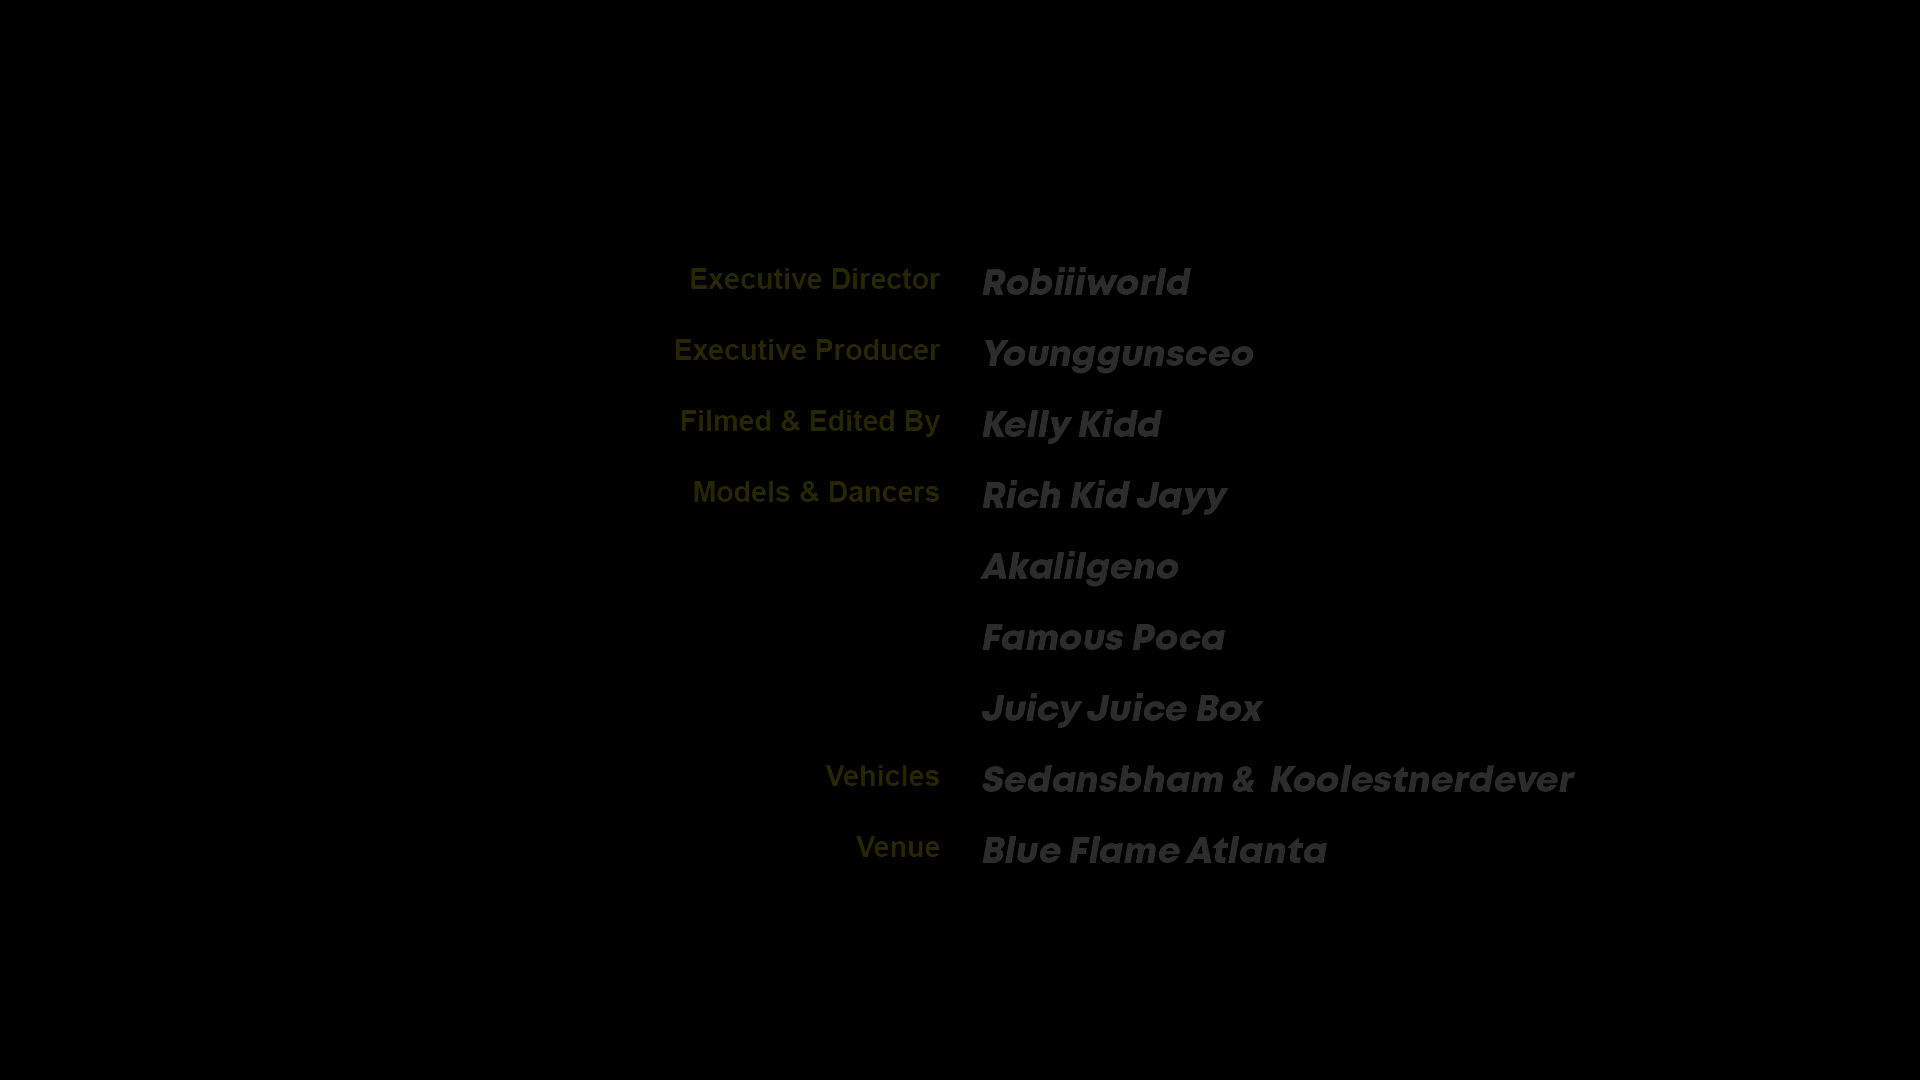 Executive Director Robiiiworld
Executive Producer Younggunsceo
Filmed & Edited By Kelly Kidd
Models & Dancers Rich Kid Jayy
Akalilgeno
Famous Poca
Juicy Juice Box
Vehicles Sedansbham & Koolestnerdever
Venue Blue Flame Atlanta